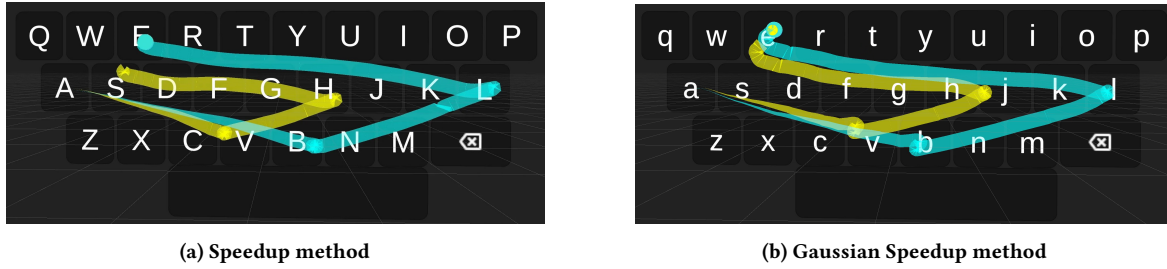 Q W E R T Y U I O P
A S D F G H J K L
Z X C V B N M
(a) Speedup method
q w e r t y u i o p
a s d f g h j k l
z x c v b n m
(b) Gaussian Speedup method